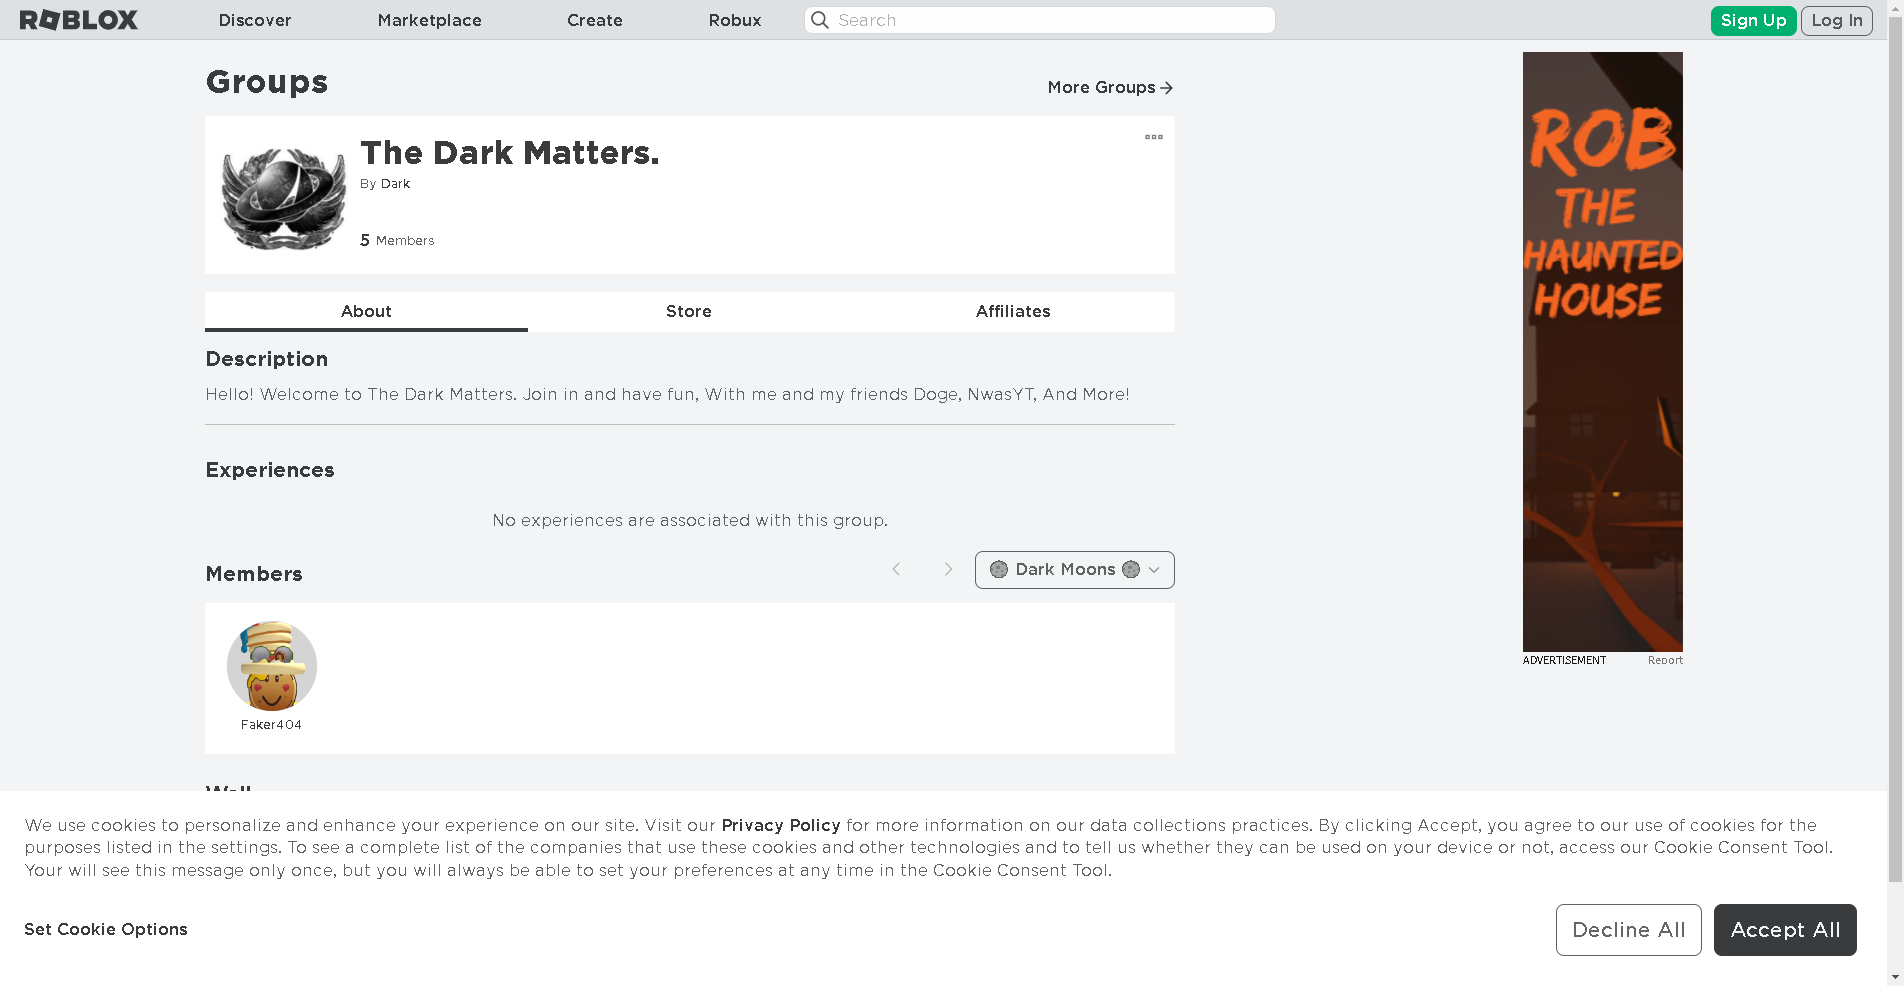 ROBLOX
Discover
Marketplace
Create
Robux
Search
Sign Up
Log In
Groups
More Groups
The Dark Matters.
By Dark
5 Members
About
Store
Affiliates
Description
Hello! Welcome to The Dark Matters. Join in and have fun, With me and my friends Doge, NwasYT, And More!
Experiences
No experiences are associated with this group.
Members
Dark Moons
Faker404
Wall
ROB
THE
HAUNTED
HOUSE
ADVERTISEMENT
Report
We use cookies to personalize and enhance your experience on our site. Visit our Privacy Policy for more information on our data collections practices. By clicking Accept, you agree to our use of cookies for the
purposes listed in the settings. To see a complete list of the companies that use these cookies and other technologies and to tell us whether they can be used on your device or not, access our Cookie Consent Tool.
Your will see this message only once, but you will always be able to set your preferences at any time in the Cookie Consent Tool.
Set Cookie Options
Decline All
Accept All